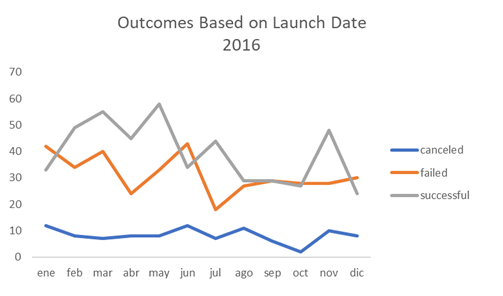 Outcomes Based on Launch Date
2016
70
60
50
40
30
20
10
0
ene feb mar abr may jun jul ago sep oct nov dic
canceled
failed
successful